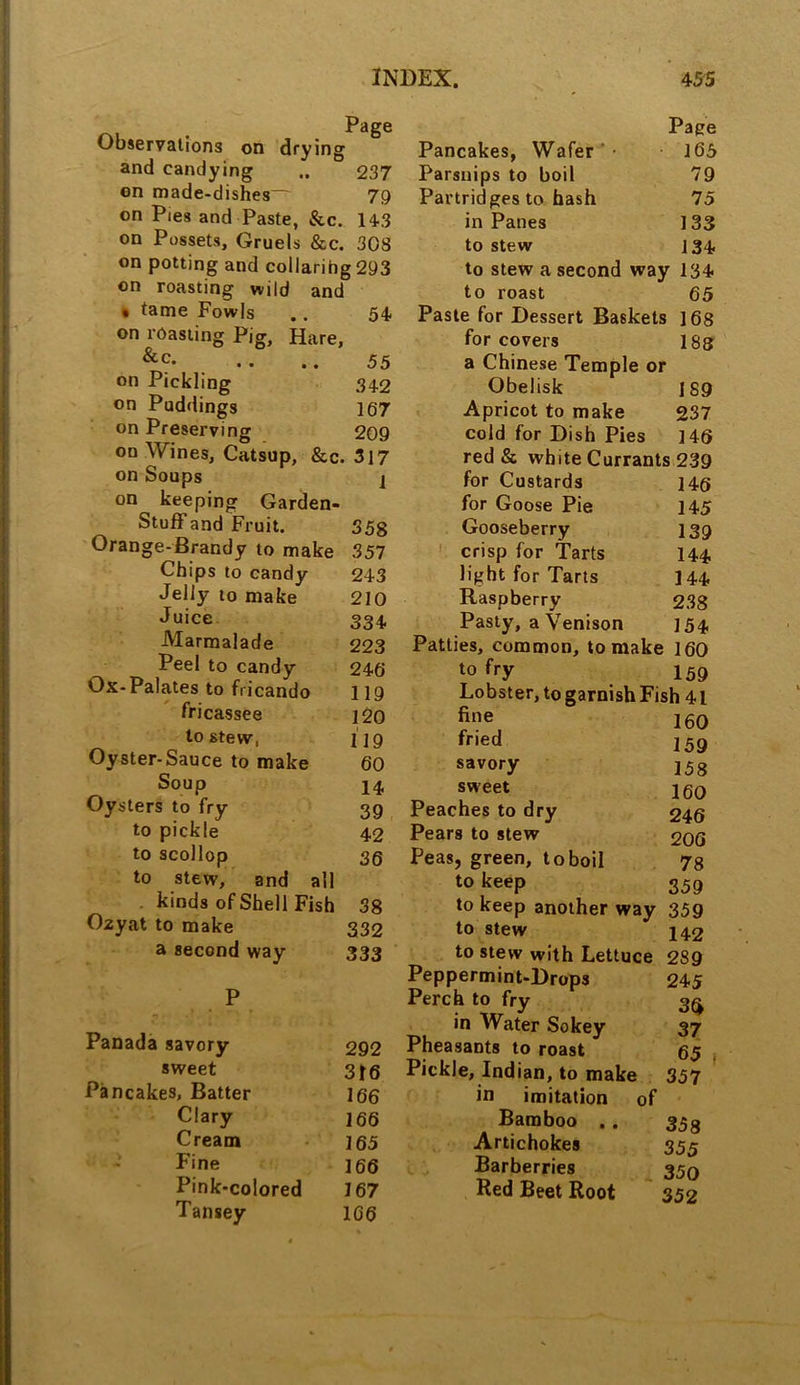 INDEX. 455
Page
Observations on drying
and candying .. 237
on made-dishes 79
on Pies and Paste, &c. 143
on Possets, Gruels &c. 308
on potting and collaring 293
on roasting wild and
tame Fowls .. 54
on roasting Pig, Hare,
&c. .. .. 55
on Pickling 342
on Puddings 167
on Preserving 209
on Wines, Catsup, &c. 317
on Soups 1
on keeping Garden-
Stuff and Fruit. 358
Orange-Brandy to make 357
Chips to candy 243
Jelly to make 210
Juice 334
Marmalade 223
Peel to candy 246
Ox-Palates to fricando 119
fricassee 120
to stew, 119
Oyster-Sauce to make 60
Soup 14
Oysters to fry 39
to pickle 42
to scollop 36
to stew, and all
kinds of Shell Fish 38
Ozyat to make 332
a second way 333
P
Panada savory 292
sweet 316
Pancakes, Batter 166
Clary 166
Cream 165
Fine 166
Pink-colored 167
Tansey 166
Page
Pancakes, Wafer 165
Parsnips to boil 79
Partridges to hash 75
in Panes 133
to stew 134
to stew a second way 134
to roast 65
Paste for Dessert Baskets 168
for covers 188
a Chinese Temple or
Obelisk 189
Apricot to make 237
cold for Dish Pies 146
red & white Currants 239
for Custards 146
for Goose Pie 145
Gooseberry 139
crisp for Tarts 144
light for Tarts 144
Raspberry 238
Pasty, a Venison 154
Patties, common, to make 160
to fry 159
Lobster, to garnish Fish 41
fine 160
fried 159
savory 158
sweet 160
Peaches to dry 246
Pears to stew 206
Peas, green, to boil 78
to keep 359
to keep another way 359
to stew 142
to stew with Lettuce 289
Peppermint-Drops 245
Perch to fry
in Water Sokey 37
Pheasants to roast 65
Pickle, Indian, to make 357
in imitation of
Bamboo .. 358
Artichokes 355
Barberries 350
Red Beet Root 352